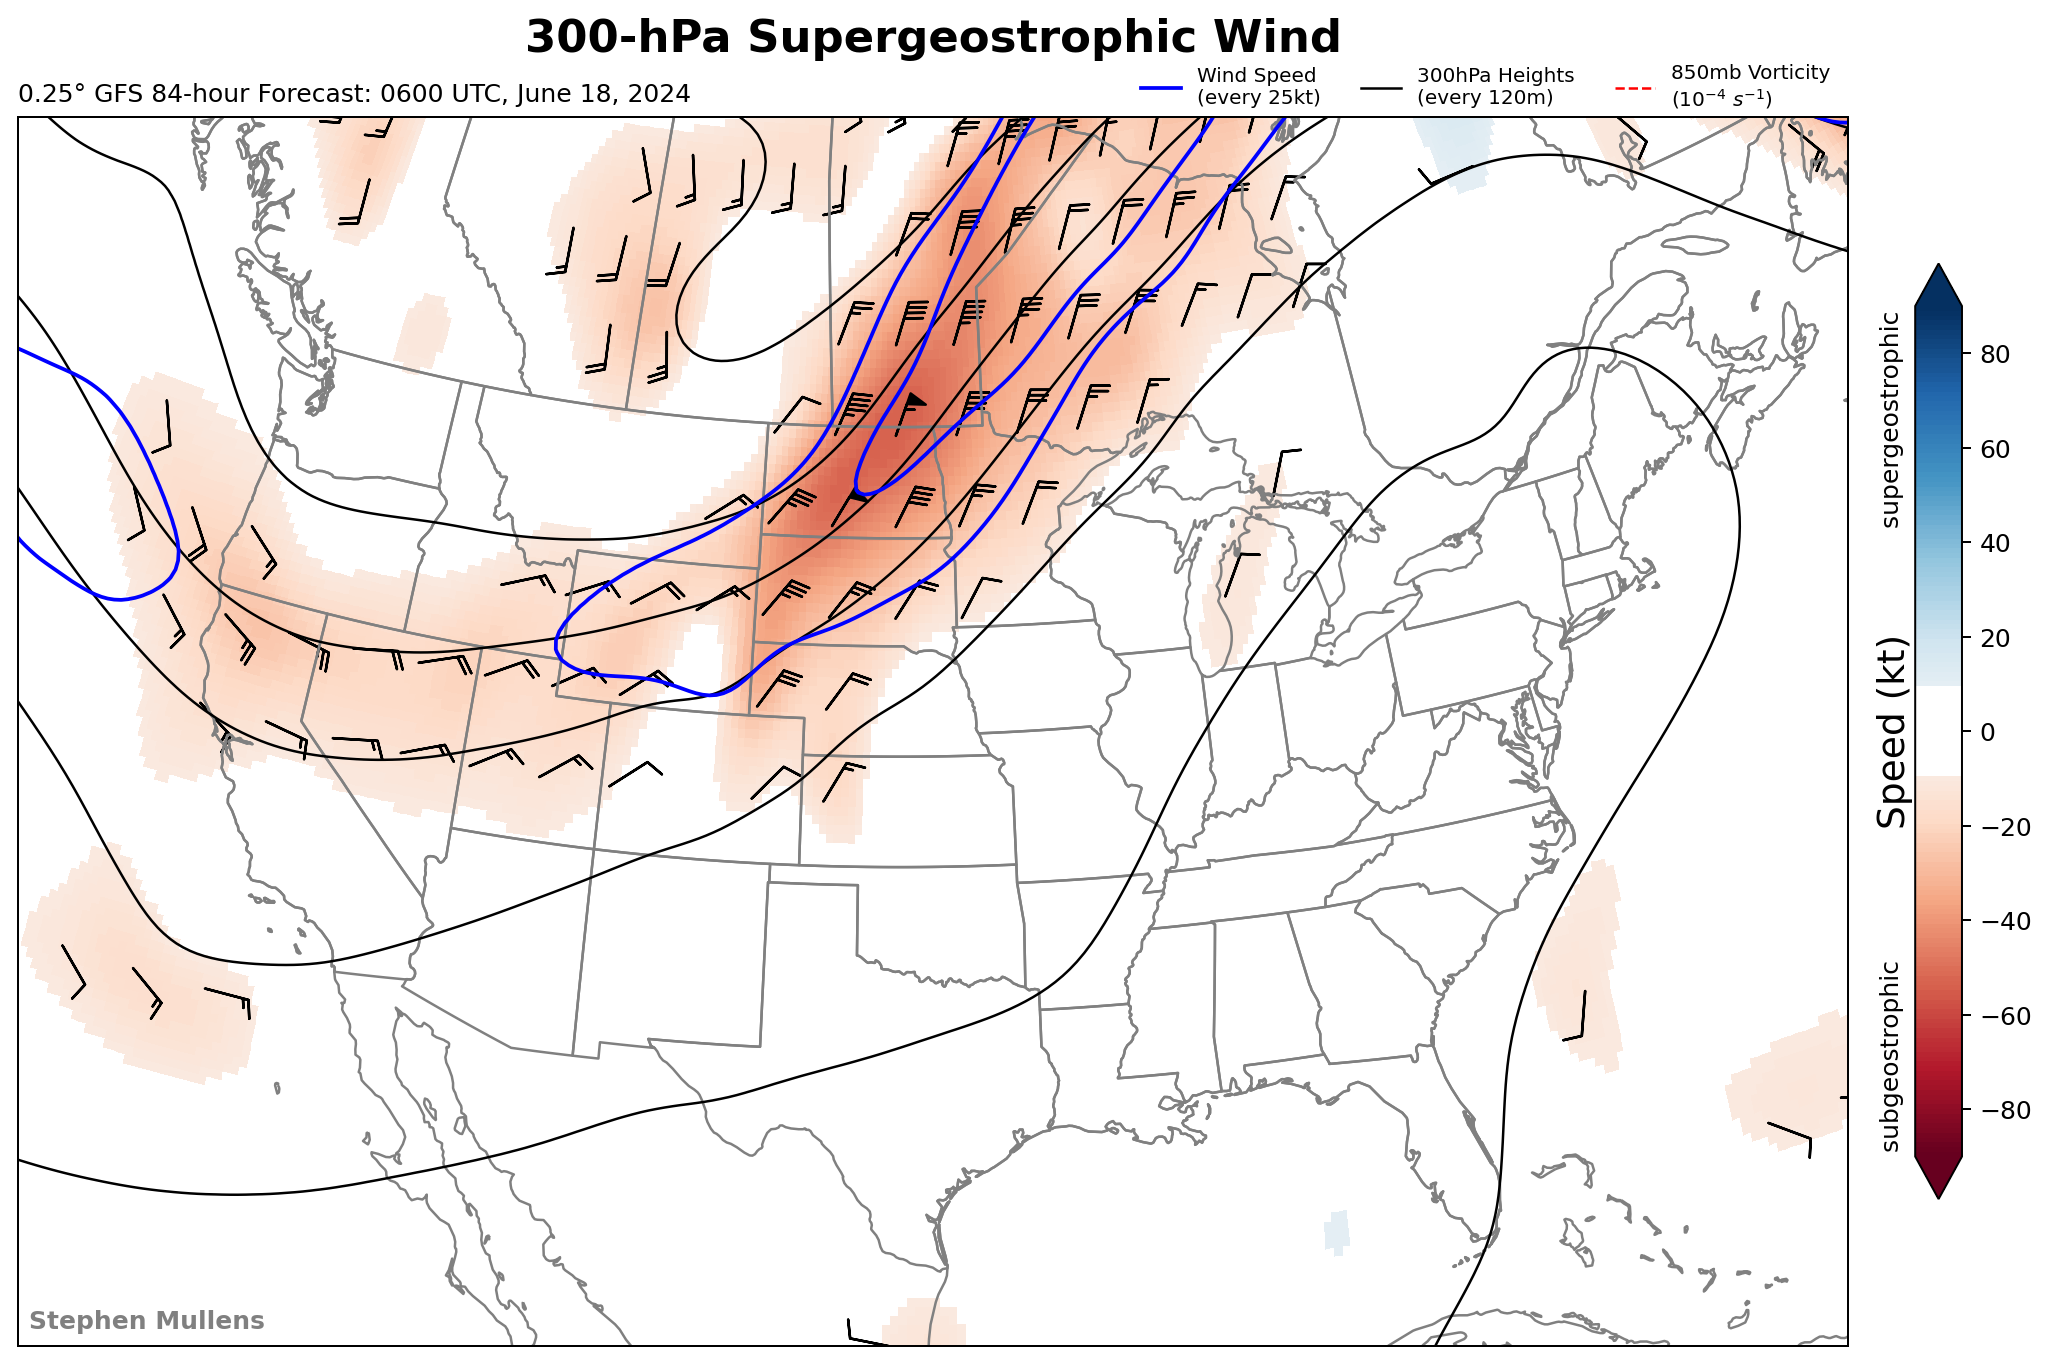 300-hPa Supergeostrophic Wind
0.25° GFS 84-hour Forecast: 0600 UTC, June 18, 2024
Wind Speed
(every 25kt)
300hPa Heights
(every 120m)
850mb Vorticity
(10⁻⁴ s⁻¹)
supergeostrophic
Speed (kt)
subgeostrophic
80
60
40
20
0
−20
−40
−60
−80
Stephen Mullens